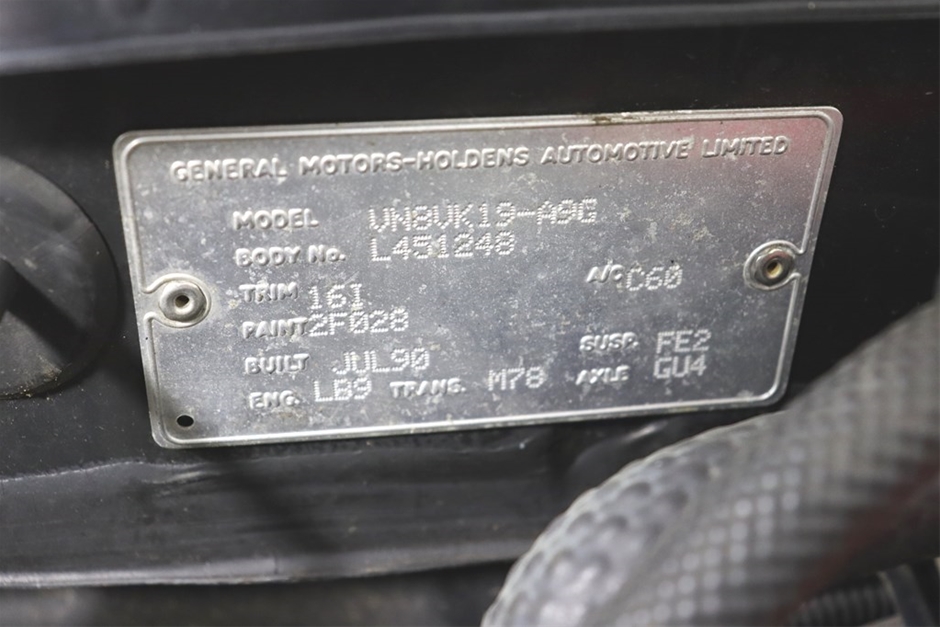 GENERAL MOTORS-HOLDENS AUTOMOTIVE LIMITED
MODEL VN8VK19-A9G
BODY No. L451248
TRIM 16I A/C C60
PAINT 2F028
BUILT JUL90 SUSP. FE2
ENG. LB9 TRANS. M78 AXLE GU4